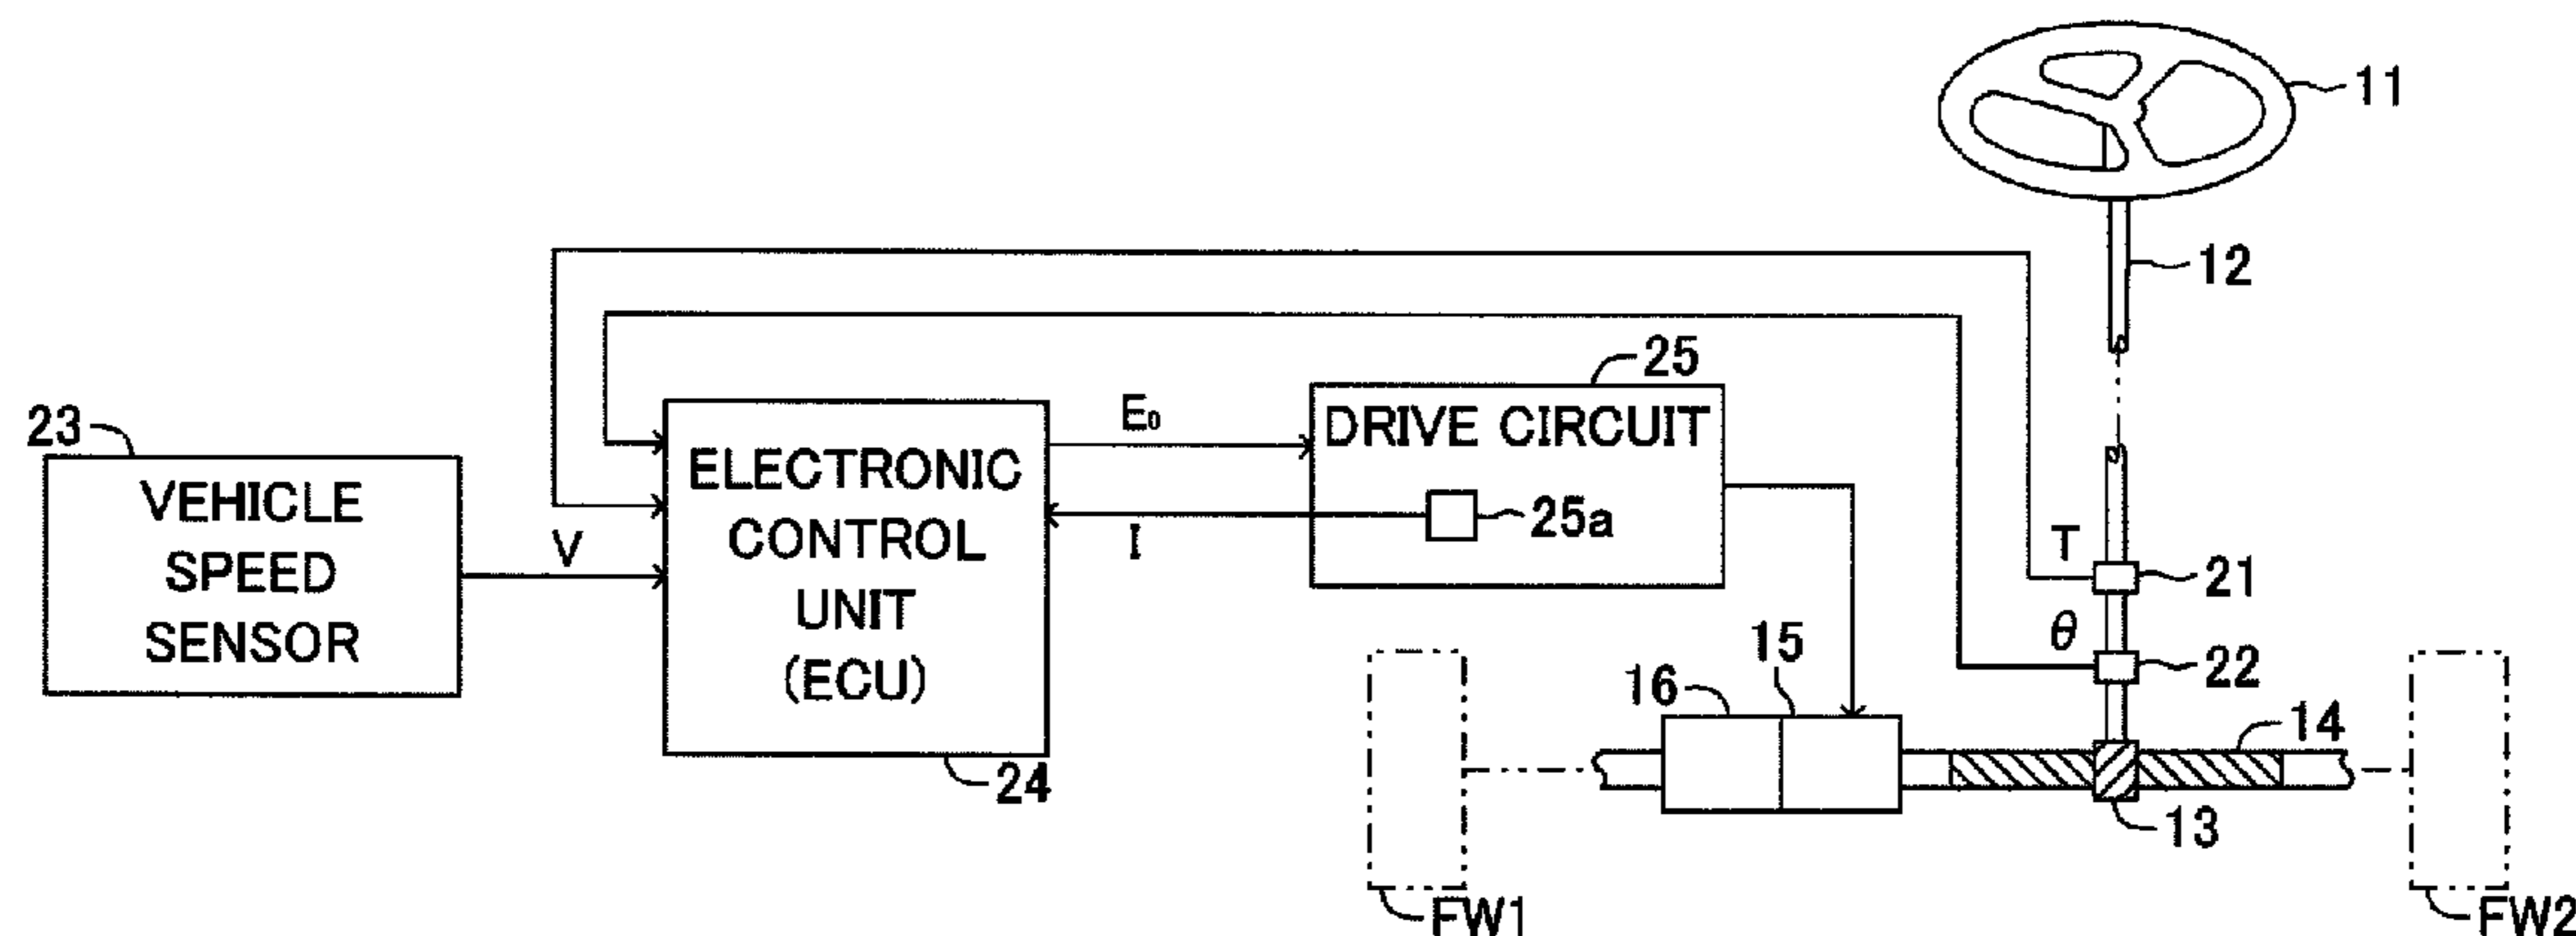 11
12
25
E₀
DRIVE CIRCUIT
23
VEHICLE
SPEED
SENSOR
V
ELECTRONIC
CONTROL
UNIT
(ECU)
24
I
25a
T
21
θ
22
15
16
14
13
FW1
FW2